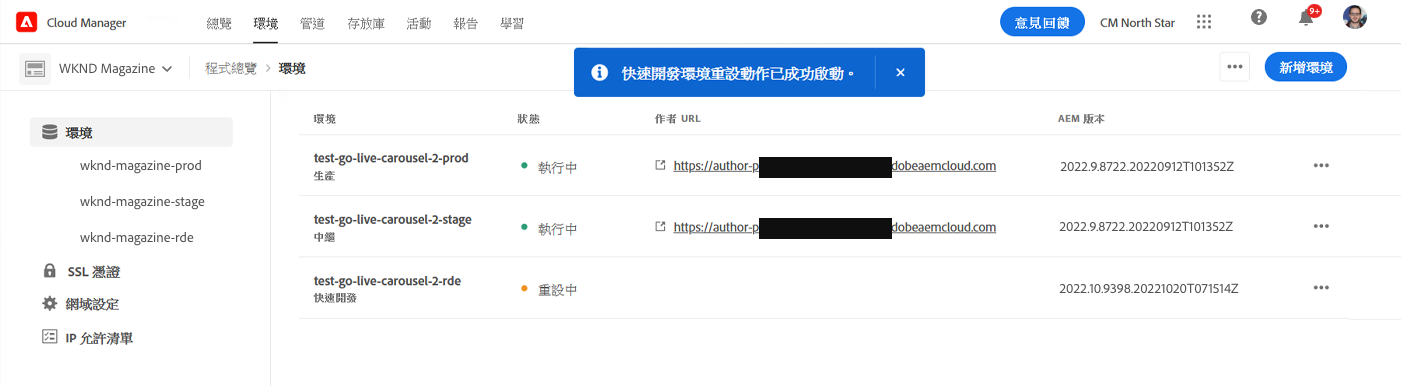 Cloud Manager 總覽 環境 管道 存放庫 活動 報告 學習 意見回饋 CM North Star 9+
WKND Magazine 程式總覽 > 環境 快速開發環境重設動作已成功啟動。 ••• 新增環境
環境 狀態 作者 URL AEM 版本
環境
test-go-live-carousel-2-prod
生產
執行中 https://author-p dobeaemcloud.com 2022.9.8722.20220912T101352Z •••
wknd-magazine-prod
wknd-magazine-stage
test-go-live-carousel-2-stage
中繼
執行中 https://author-p dobeaemcloud.com 2022.9.8722.20220912T101352Z •••
wknd-magazine-rde
SSL 憑證
test-go-live-carousel-2-rde
快速開發
重設中 2022.10.9398.20221020T071514Z •••
網域設定
IP 允許清單